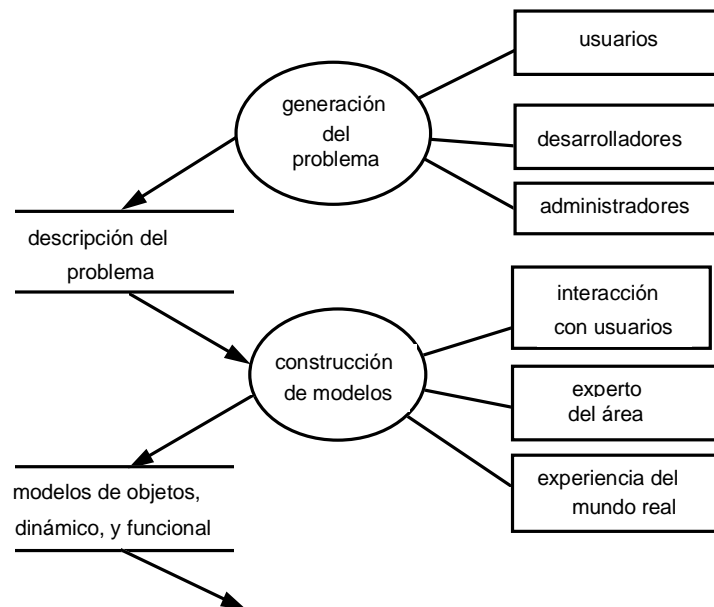 usuarios
generación
del
problema
desarrolladores
administradores
descripción del
problema
interacción
con usuarios
construcción
de modelos
experto
del área
experiencia del
mundo real
modelos de objetos,
dinámico, y funcional